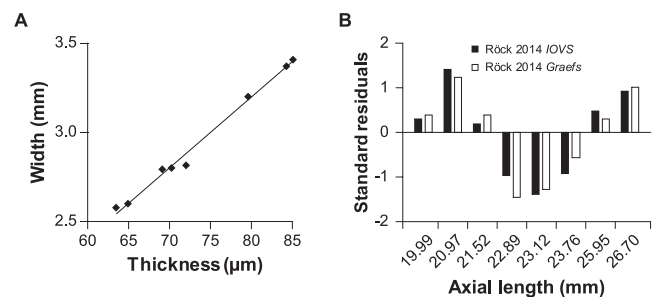 A
Width (mm)
3.5
3.0
2.5
60 65 70 75 80 85
Thickness (µm)
B
Standard residuals
2
1
0
-1
-2
Röck 2014 IOVS
Röck 2014 Graefs
19.99 20.97 21.52 22.89 23.12 23.76 25.95 26.70
Axial length (mm)